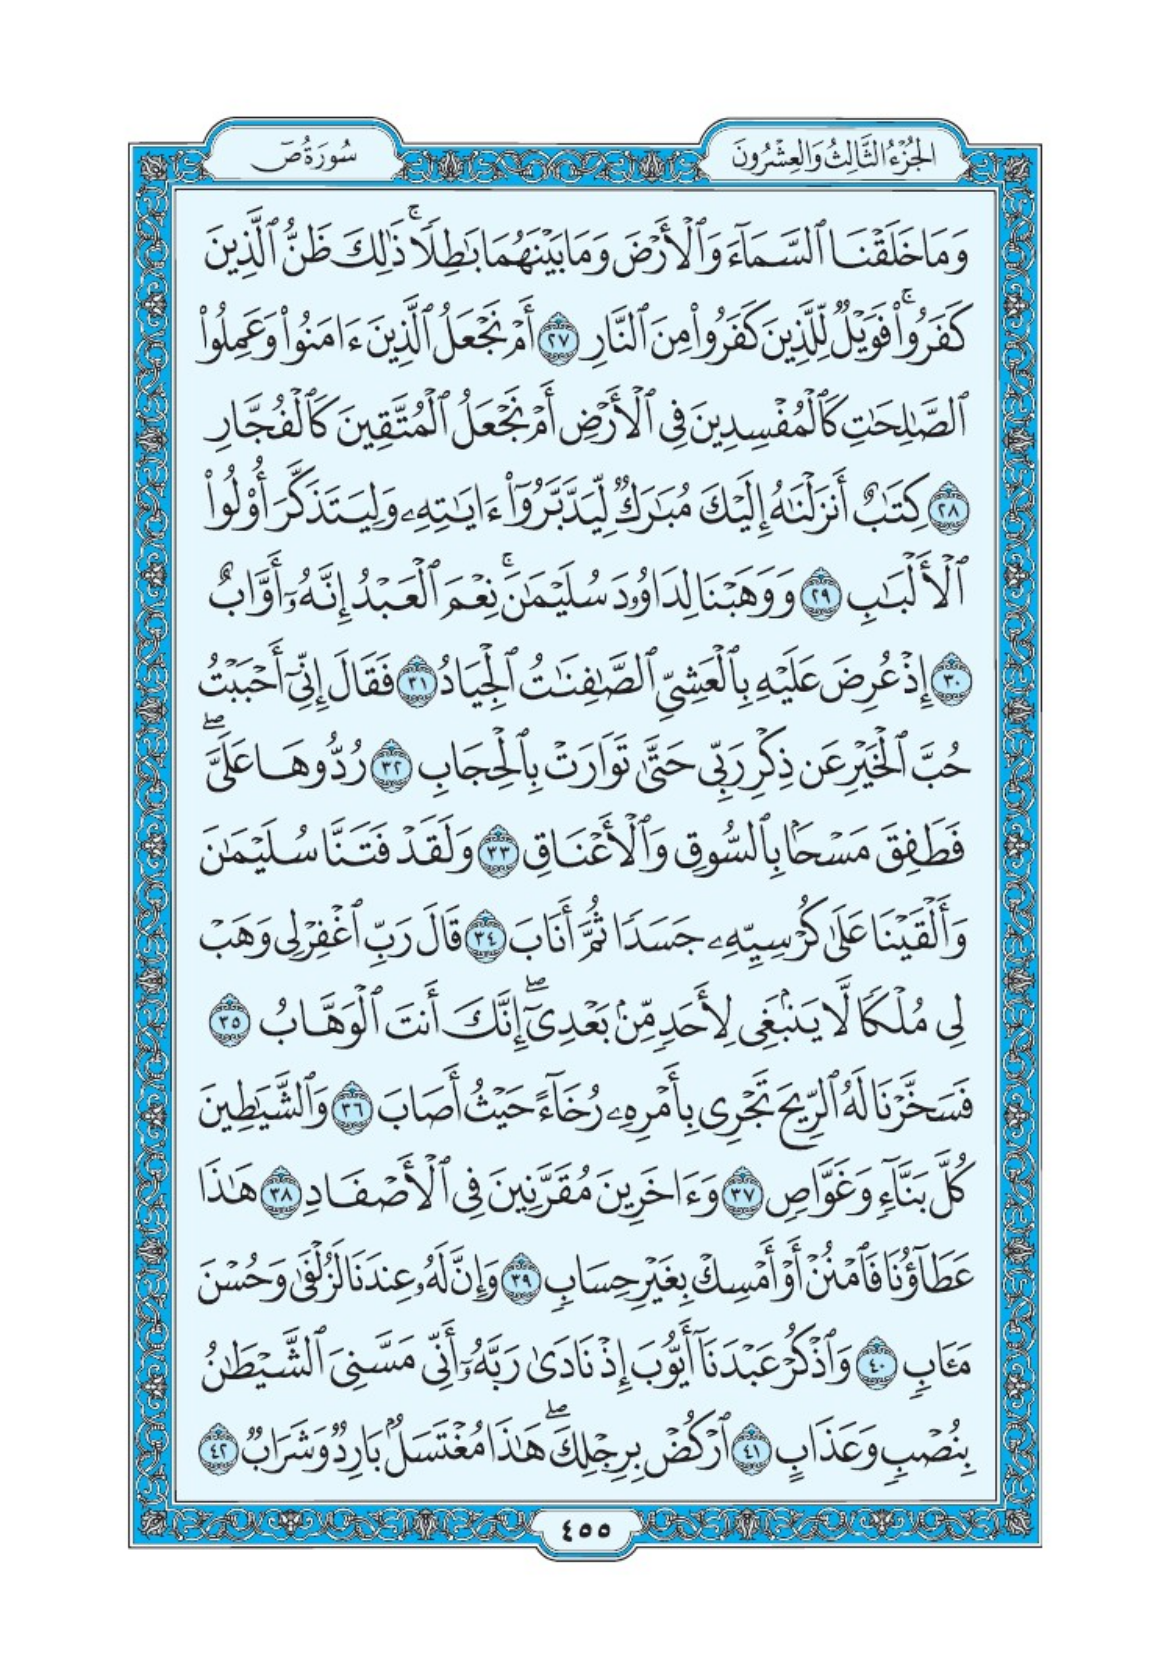 الجُزْءُ الثَّالِثُ وَالعِشْرُونَ
سُورَةُ صٓ
وَمَا خَلَقْنَا ٱلسَّمَآءَ وَٱلْأَرْضَ وَمَا بَيْنَهُمَا بَٰطِلًاۚ ذَٰلِكَ ظَنُّ ٱلَّذِينَ
كَفَرُوا۟ۚ فَوَيْلٌ لِّلَّذِينَ كَفَرُوا۟ مِنَ ٱلنَّارِ ٢٧ أَمْ نَجْعَلُ ٱلَّذِينَ ءَامَنُوا۟ وَعَمِلُوا۟
ٱلصَّٰلِحَٰتِ كَٱلْمُفْسِدِينَ فِى ٱلْأَرْضِ أَمْ نَجْعَلُ ٱلْمُتَّقِينَ كَٱلْفُجَّارِ
٢٨ كِتَٰبٌ أَنزَلْنَٰهُ إِلَيْكَ مُبَٰرَكٌ لِّيَدَّبَّرُوٓا۟ ءَايَٰتِهِۦ وَلِيَتَذَكَّرَ أُو۟لُوا۟
ٱلْأَلْبَٰبِ ٢٩ وَوَهَبْنَا لِدَاوُۥدَ سُلَيْمَٰنَۚ نِعْمَ ٱلْعَبْدُ إِنَّهُۥٓ أَوَّابٌ
٣٠ إِذْ عُرِضَ عَلَيْهِ بِٱلْعَشِىِّ ٱلصَّٰفِنَٰتُ ٱلْجِيَادُ ٣١ فَقَالَ إِنِّىٓ أَحْبَبْتُ
حُبَّ ٱلْخَيْرِ عَن ذِكْرِ رَبِّى حَتَّىٰ تَوَارَتْ بِٱلْحِجَابِ ٣٢ رُدُّوهَا عَلَىَّۖ
فَطَفِقَ مَسْحًۢا بِٱلسُّوقِ وَٱلْأَعْنَاقِ ٣٣ وَلَقَدْ فَتَنَّا سُلَيْمَٰنَ
وَأَلْقَيْنَا عَلَىٰ كُرْسِيِّهِۦ جَسَدًا ثُمَّ أَنَابَ ٣٤ قَالَ رَبِّ ٱغْفِرْ لِى وَهَبْ
لِى مُلْكًا لَّا يَنۢبَغِى لِأَحَدٍ مِّنۢ بَعْدِىٓۖ إِنَّكَ أَنتَ ٱلْوَهَّابُ ٣٥
فَسَخَّرْنَا لَهُ ٱلرِّيحَ تَجْرِى بِأَمْرِهِۦ رُخَآءً حَيْثُ أَصَابَ ٣٦ وَٱلشَّيَٰطِينَ
كُلَّ بَنَّآءٍ وَغَوَّاصٍ ٣٧ وَءَاخَرِينَ مُقَرَّنِينَ فِى ٱلْأَصْفَادِ ٣٨ هَٰذَا
عَطَآؤُنَا فَٱمْنُنْ أَوْ أَمْسِكْ بِغَيْرِ حِسَابٍ ٣٩ وَإِنَّ لَهُۥ عِندَنَا لَزُلْفَىٰ وَحُسْنَ
مَـَٔابٍ ٤٠ وَٱذْكُرْ عَبْدَنَآ أَيُّوبَ إِذْ نَادَىٰ رَبَّهُۥٓ أَنِّى مَسَّنِىَ ٱلشَّيْطَٰنُ
بِنُصْبٍ وَعَذَابٍ ٤١ ٱرْكُضْ بِرِجْلِكَۖ هَٰذَا مُغْتَسَلٌۢ بَارِدٌ وَشَرَابٌ ٤٢
٤٥٥